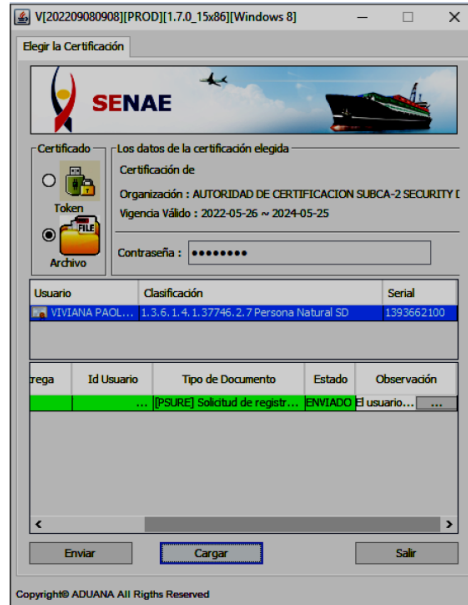 V[202209080908][PROD][1.7.0_15x86][Windows 8]
Elegir la Certificación
SENAE
Certificado
Token
FILE
Archivo
Los datos de la certificación elegida
Certificación de
Organización : AUTORIDAD DE CERTIFICACION SUBCA-2 SECURITY D
Vigencia Válido : 2022-05-26 ~ 2024-05-25
Contraseña : ••••••••
Usuario Clasificación Serial
VIVIANA PAOL... 1.3.6.1.4.1.37746.2.7 Persona Natural SD 1393662100
rega Id Usuario Tipo de Documento Estado Observación
... [PSURE] Solicitud de registr... ENVIADO El usuario... ...
Enviar Cargar Salir
Copyright© ADUANA All Rigths Reserved